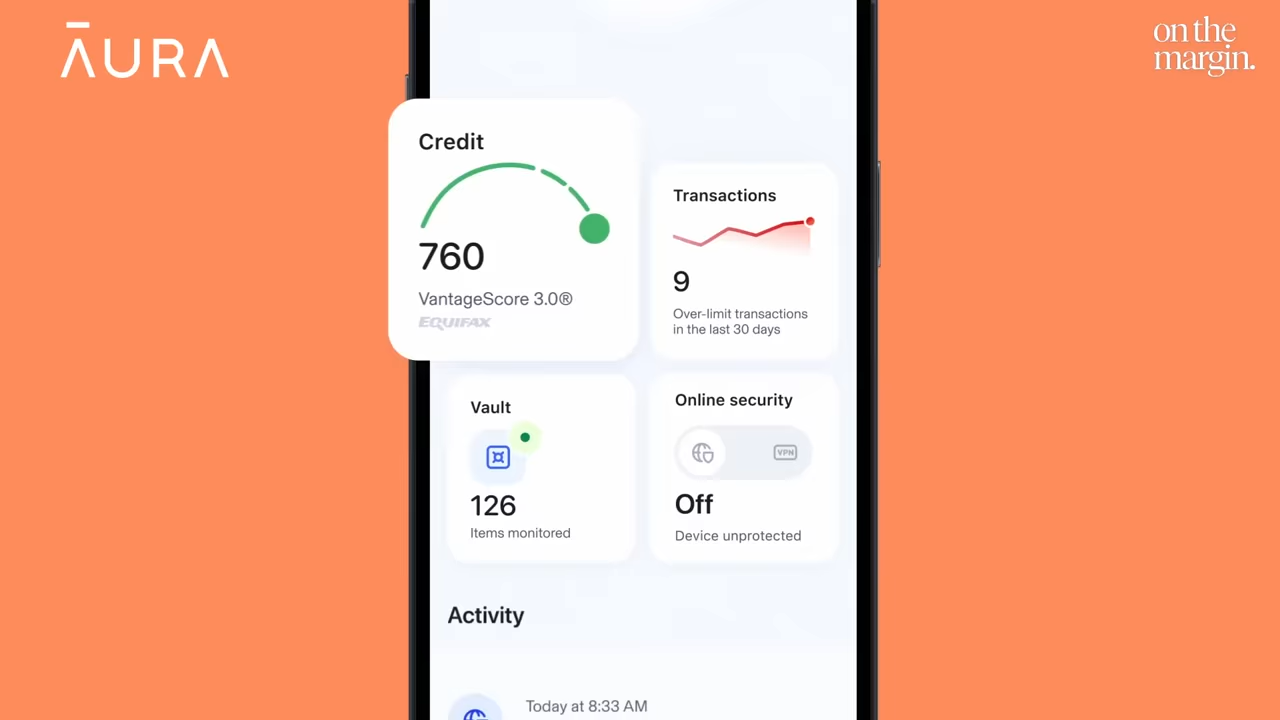 ĀURA
on the
margin.
Credit
760
VantageScore 3.0®
EQUIFAX
Transactions
9
Over-limit transactions
in the last 30 days
Vault
126
Items monitored
Online security
VPN
Off
Device unprotected
Activity
Today at 8:33 AM